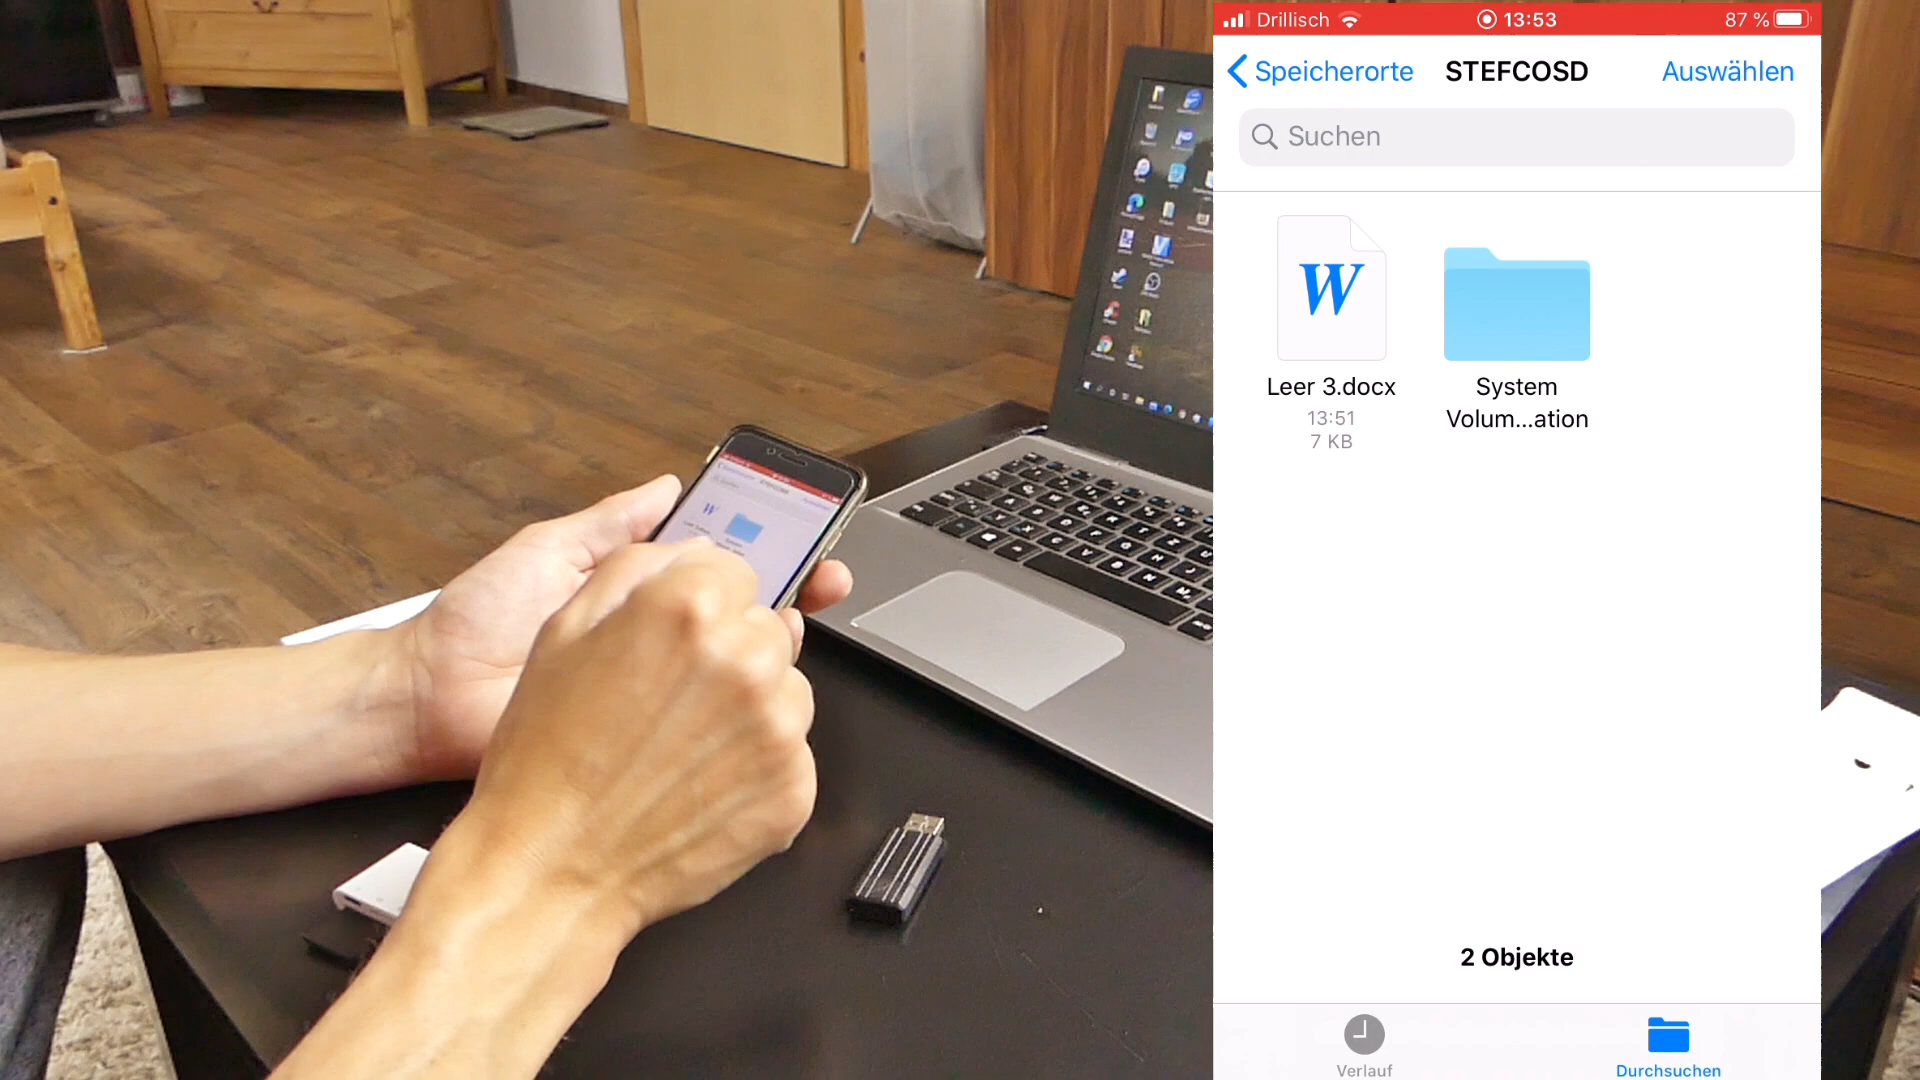 Drillisch 13:53 87 %
Speicherorte STEFCOSD Auswählen
Suchen
W
Leer 3.docx
13:51
7 KB
System
Volum...ation
2 Objekte
Verlauf Durchsuchen